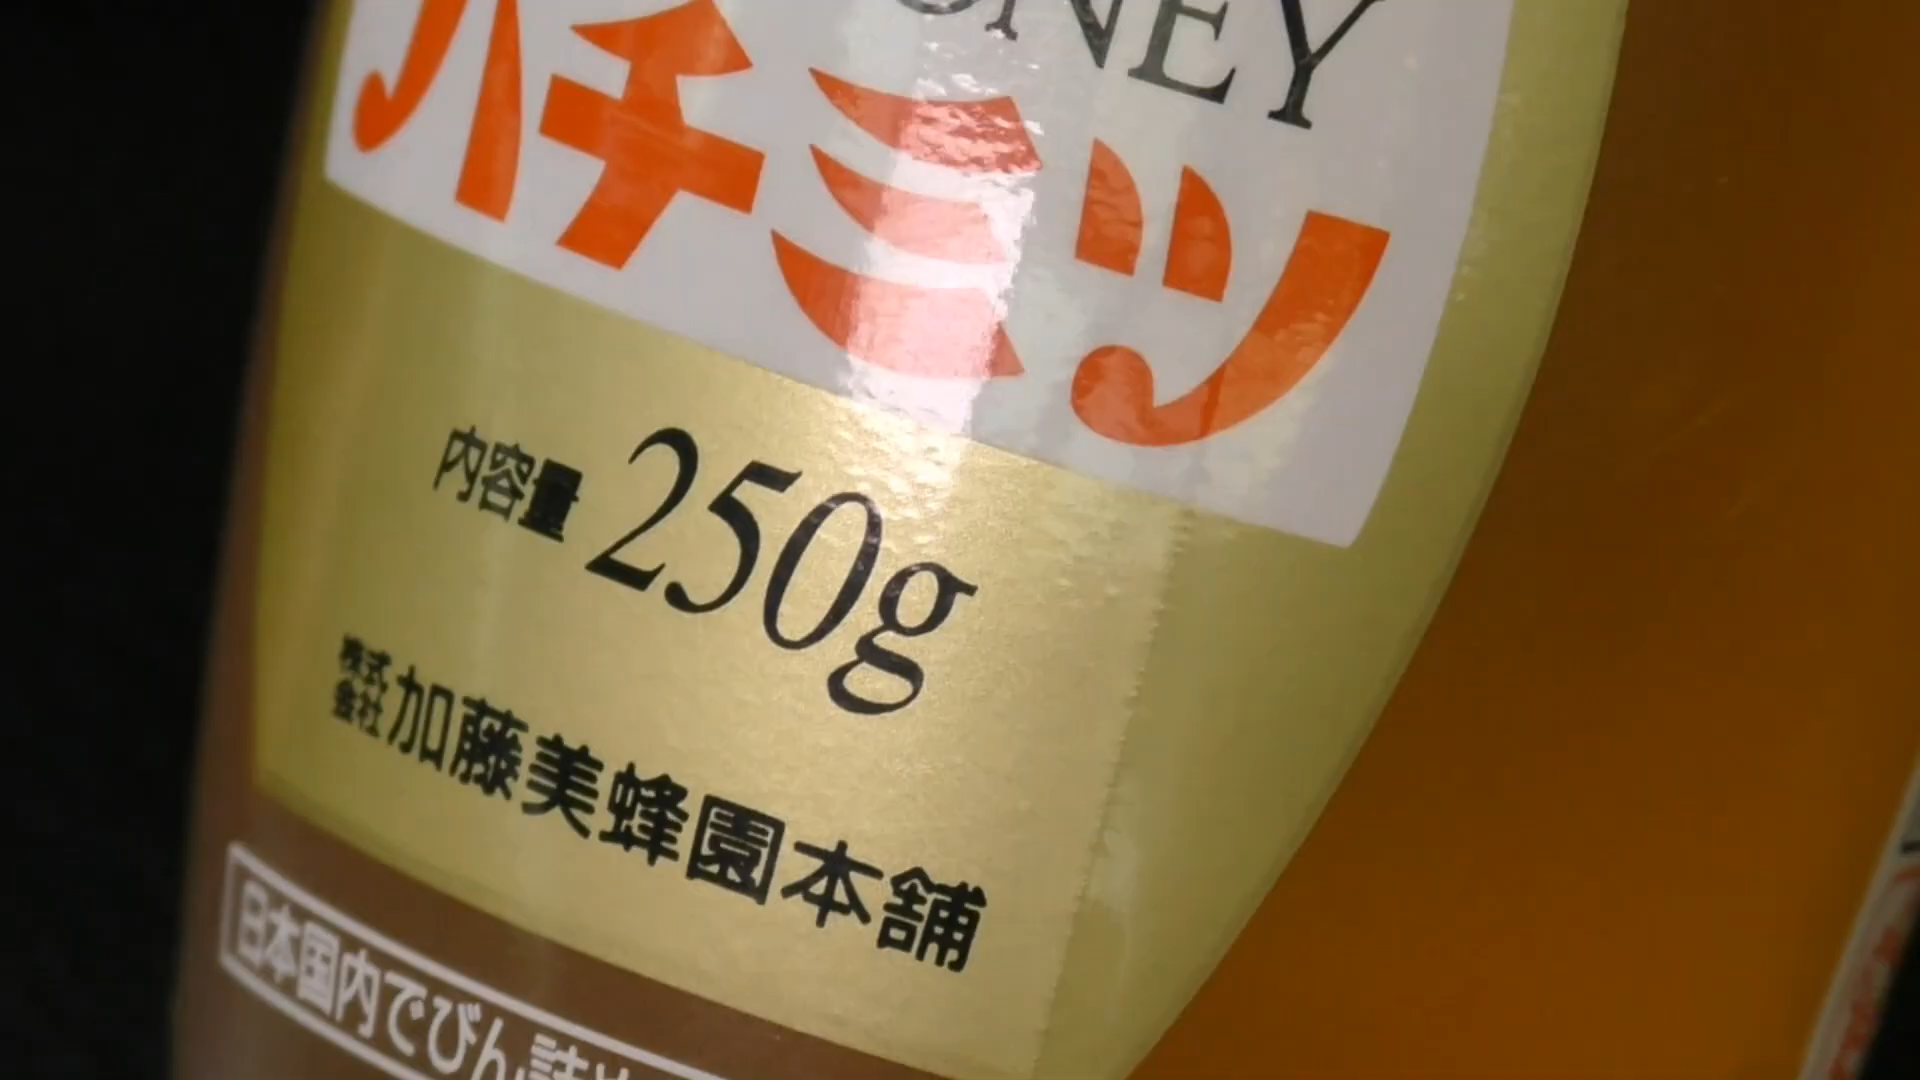 ONEY
ハチミツ
内容量 250g
株式会社 加藤美蜂園本舗
日本国内でびん詰め